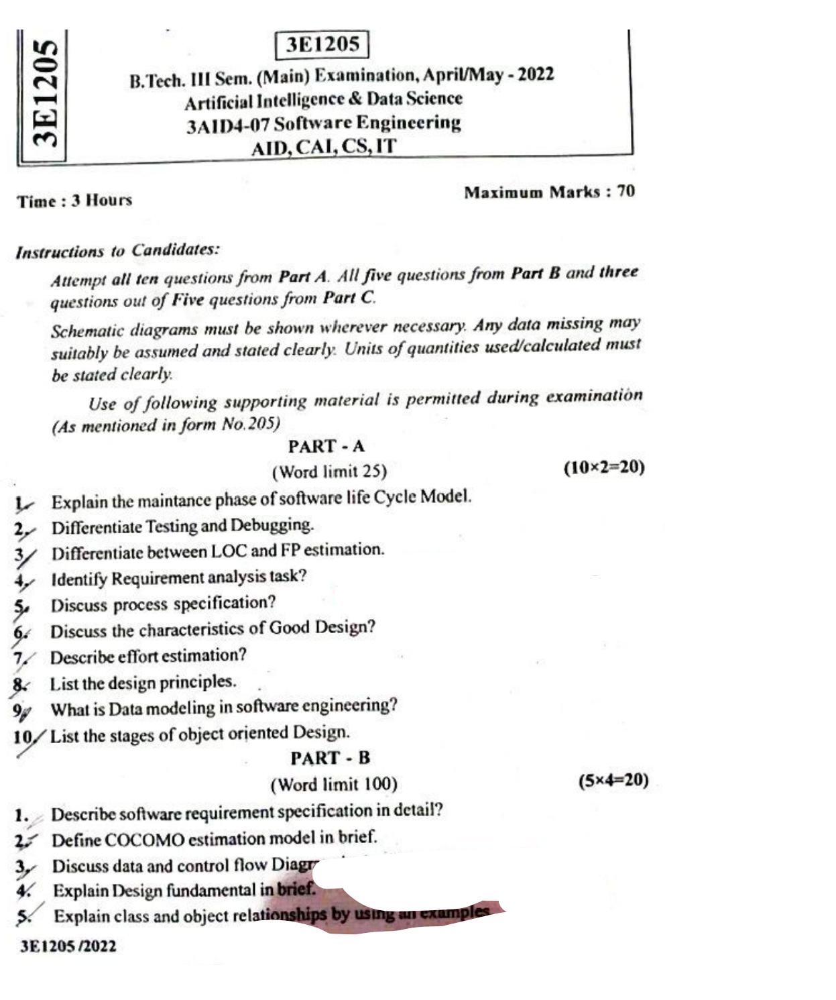 3E1205
3E1205
B.Tech. III Sem. (Main) Examination, April/May - 2022
Artificial Intelligence & Data Science
3AID4-07 Software Engineering
AID, CAI, CS, IT
Time : 3 Hours
Maximum Marks : 70
Instructions to Candidates:
Attempt all ten questions from Part A. All five questions from Part B and three
questions out of Five questions from Part C.
Schematic diagrams must be shown wherever necessary. Any data missing may
suitably be assumed and stated clearly. Units of quantities used/calculated must
be stated clearly.
Use of following supporting material is permitted during examination
(As mentioned in form No.205)
PART - A
(Word limit 25) (10×2=20)
1. Explain the maintance phase of software life Cycle Model.
2. Differentiate Testing and Debugging.
3. Differentiate between LOC and FP estimation.
4. Identify Requirement analysis task?
5. Discuss process specification?
6. Discuss the characteristics of Good Design?
7. Describe effort estimation?
8. List the design principles.
9. What is Data modeling in software engineering?
10. List the stages of object oriented Design.
PART - B
(Word limit 100) (5×4=20)
1. Describe software requirement specification in detail?
2. Define COCOMO estimation model in brief.
3. Discuss data and control flow
4. Explain Design fundamental in brief.
5. Explain class and object relationships by using an examples
3E1205 /2022